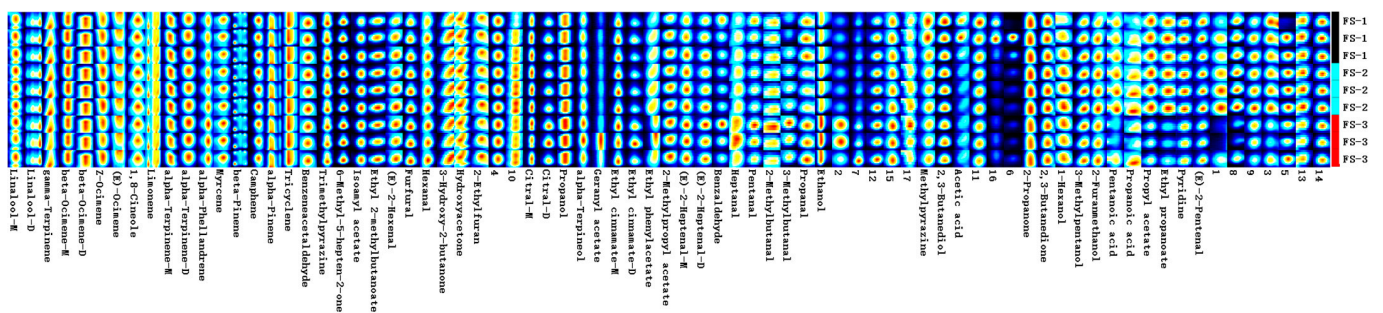 FS-1
FS-1
FS-1
FS-2
FS-2
FS-2
FS-3
FS-3
FS-3
Linalool-M
Linalool-D
gamma-Terpinene
beta-Ocimene-M
beta-Ocimene-D
Z-Ocimene
(E)-Ocimene
1,8-Cineole
Limonene
alpha-Terpinene-M
alpha-Terpinene-D
alpha-Phellandrene
Myrcene
beta-Pinene
Camphene
alpha-Pinene
Tricyclene
Benzeneacetaldehyde
Trimethylpyrazine
6-Methyl-5-hepten-2-one
Isoamyl acetate
Ethyl 2-methylbutanoate
(E)-2-Hexenal
Furfural
Hexanal
3-Hydroxy-2-butanone
Hydroxyacetone
2-Ethylfuran
4
10
Citral-M
Citral-D
Propanol
alpha-Terpineol
Geranyl acetate
Ethyl cinnamate-M
Ethyl cinnamate-D
Ethyl phenylacetate
2-Methylpropyl acetate
(E)-2-Heptenal-M
(E)-2-Heptenal-D
Benzaldehyde
Heptanal
Pentanal
2-Methylbutanal
3-Methylbutanal
Propanal
Ethanol
2
7
12
15
17
Methylpyrazine
2,3-Butanediol
Acetic acid
11
16
6
2-Propanone
2,3-Butanedione
1-Hexanol
3-Methylpentanol
2-Furanmethanol
Pentanoic acid
Propanoic acid
Propyl acetate
Ethyl propanoate
Pyridine
(E)-2-Pentenal
1
8
9
3
5
13
14